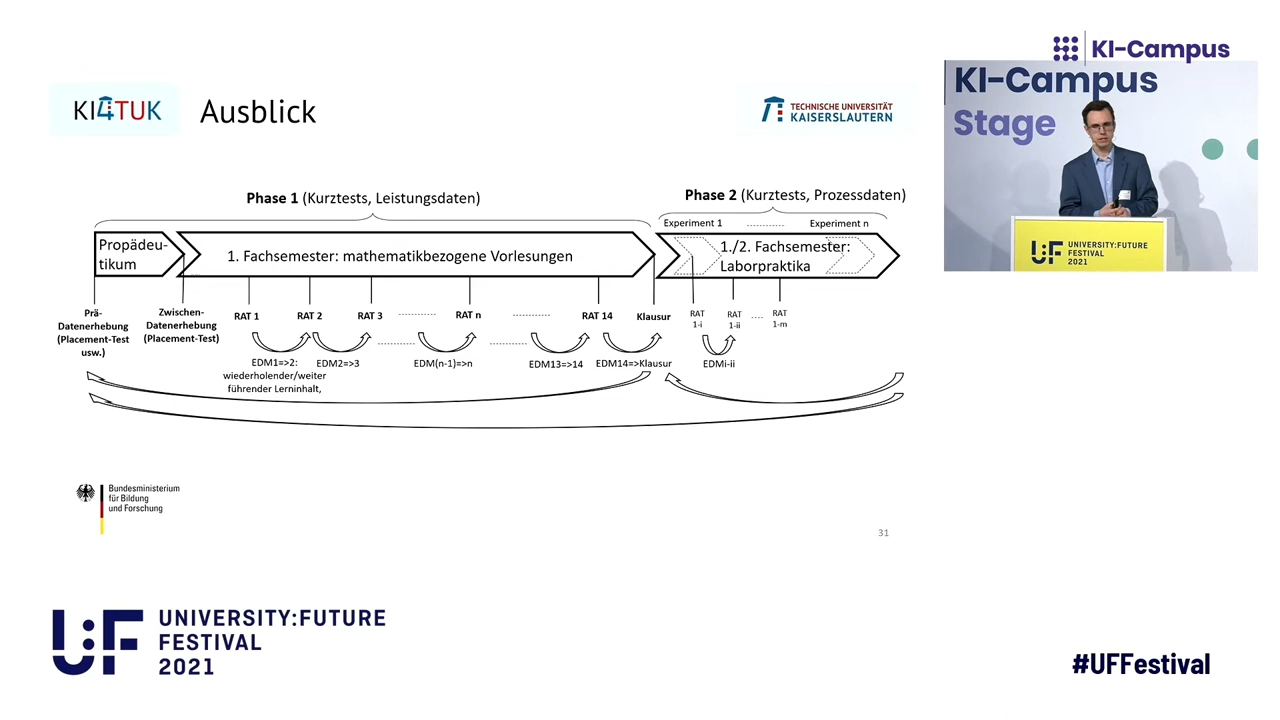 KI-Campus
KI-Campus
Stage
KI4TUK
Ausblick
TECHNISCHE UNIVERSITÄT
KAISERSLAUTERN
Phase 1 (Kurztests, Leistungsdaten)
Phase 2 (Kurztests, Prozessdaten)
Experiment 1
Experiment n
Propädeu-
tikum
1. Fachsemester: mathematikbezogene Vorlesungen
1./2. Fachsemester:
Laborpraktika
Prä-
Datenerhebung
(Placement-Test
usw.)
Zwischen-
Datenerhebung
(Placement-Test)
RAT 1
RAT 2
RAT 3
RAT n
RAT 14
Klausur
RAT
1-i
RAT
1-ii
RAT
1-m
EDM1=>2:
wiederholender/weiter
führender Lerninhalt,
EDM2=>3
EDM(n-1)=>n
EDM13=>14
EDM14=>Klausur
EDMi-ii
Bundesministerium
für Bildung
und Forschung
31
U:F
UNIVERSITY:FUTURE
FESTIVAL
2021
U:F
UNIVERSITY:FUTURE
FESTIVAL
2021
#UFFestival